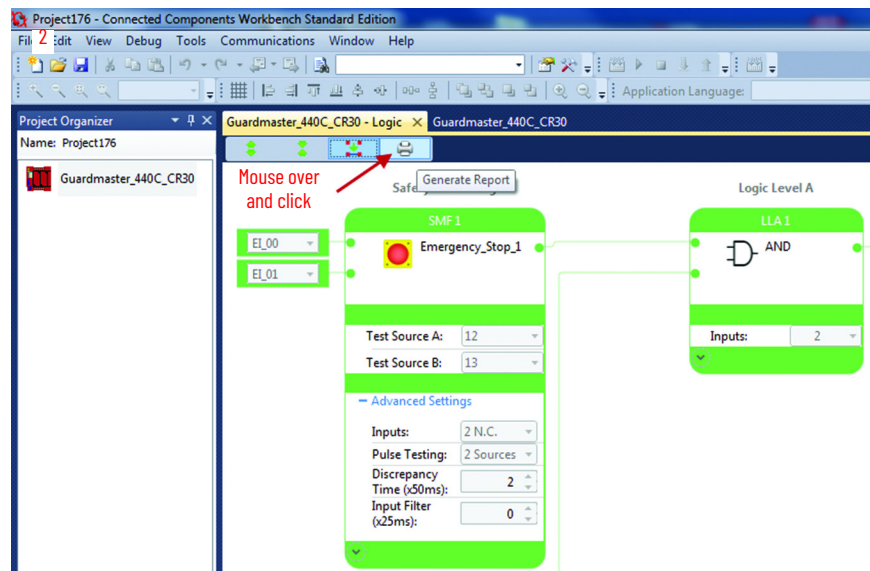 Project176 - Connected Components Workbench Standard Edition
2
Edit View Debug Tools Communications Window Help
Application Language:
Project Organizer
Guardmaster_440C_CR30 - Logic
Guardmaster_440C_CR30
Name: Project176
Guardmaster_440C_CR30
Mouse over
and click
Generate Report
Logic Level A
SMF 1
LLA 1
EI_00
Emergency_Stop_1
AND
EI_01
Test Source A: 12
Inputs: 2
Test Source B: 13
Advanced Settings
Inputs: 2 N.C.
Pulse Testing: 2 Sources
Discrepancy
Time (x50ms): 2
Input Filter
(x25ms): 0